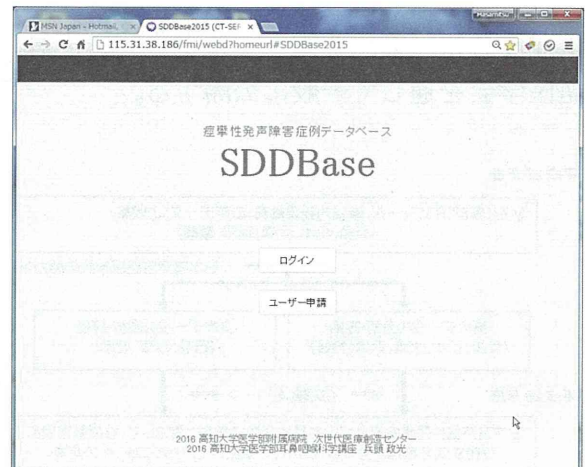 MSN Japan - Hotmail,
SDDBase2015 (CT-SER
Masamitsu
115.31.38.186/fmi/webd?homeurl#SDDBase2015
痙攣性発声障害症例データベース
SDDBase
ログイン
ユーザー申請
2016 高知大学医学部附属病院 次世代医療創造センター
2016 高知大学医学部耳鼻咽喉科学講座 兵頭 政光